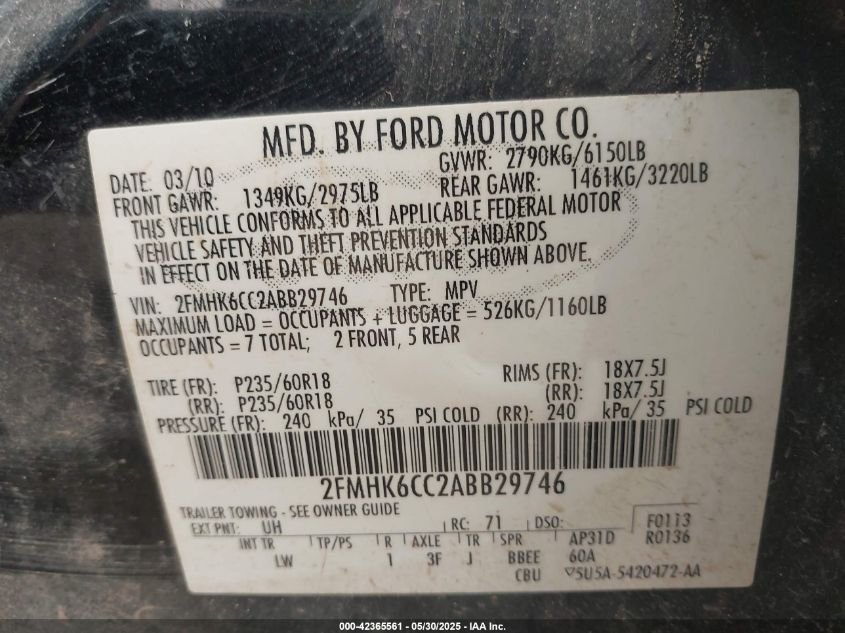 MFD. BY FORD MOTOR CO.
DATE: 03/10 GVWR: 2790KG/6150LB
FRONT GAWR: 1349KG/2975LB REAR GAWR: 1461KG/3220LB
THIS VEHICLE CONFORMS TO ALL APPLICABLE FEDERAL MOTOR
VEHICLE SAFETY AND THEFT PREVENTION STANDARDS
IN EFFECT ON THE DATE OF MANUFACTURE SHOWN ABOVE.
VIN: 2FMHK6CC2ABB29746 TYPE: MPV
MAXIMUM LOAD = OCCUPANTS + LUGGAGE = 526KG/1160LB
OCCUPANTS = 7 TOTAL; 2 FRONT, 5 REAR
TIRE (FR): P235/60R18 RIMS (FR): 18X7.5J
(RR): P235/60R18 (RR): 18X7.5J
PRESSURE (FR): 240 kPa/ 35 PSI COLD (RR): 240 kPa/ 35 PSI COLD
2FMHK6CC2ABB29746
TRAILER TOWING - SEE OWNER GUIDE
EXT PNT: UH RC: 71 DSO: F0113
R0136
INT TR TP/PS R AXLE TR SPR AP31D
LW 1 3F J BBEE 60A
CBU ▽5U5A-5420472-AA
000-42365561 - 05/30/2025 - IAA Inc.